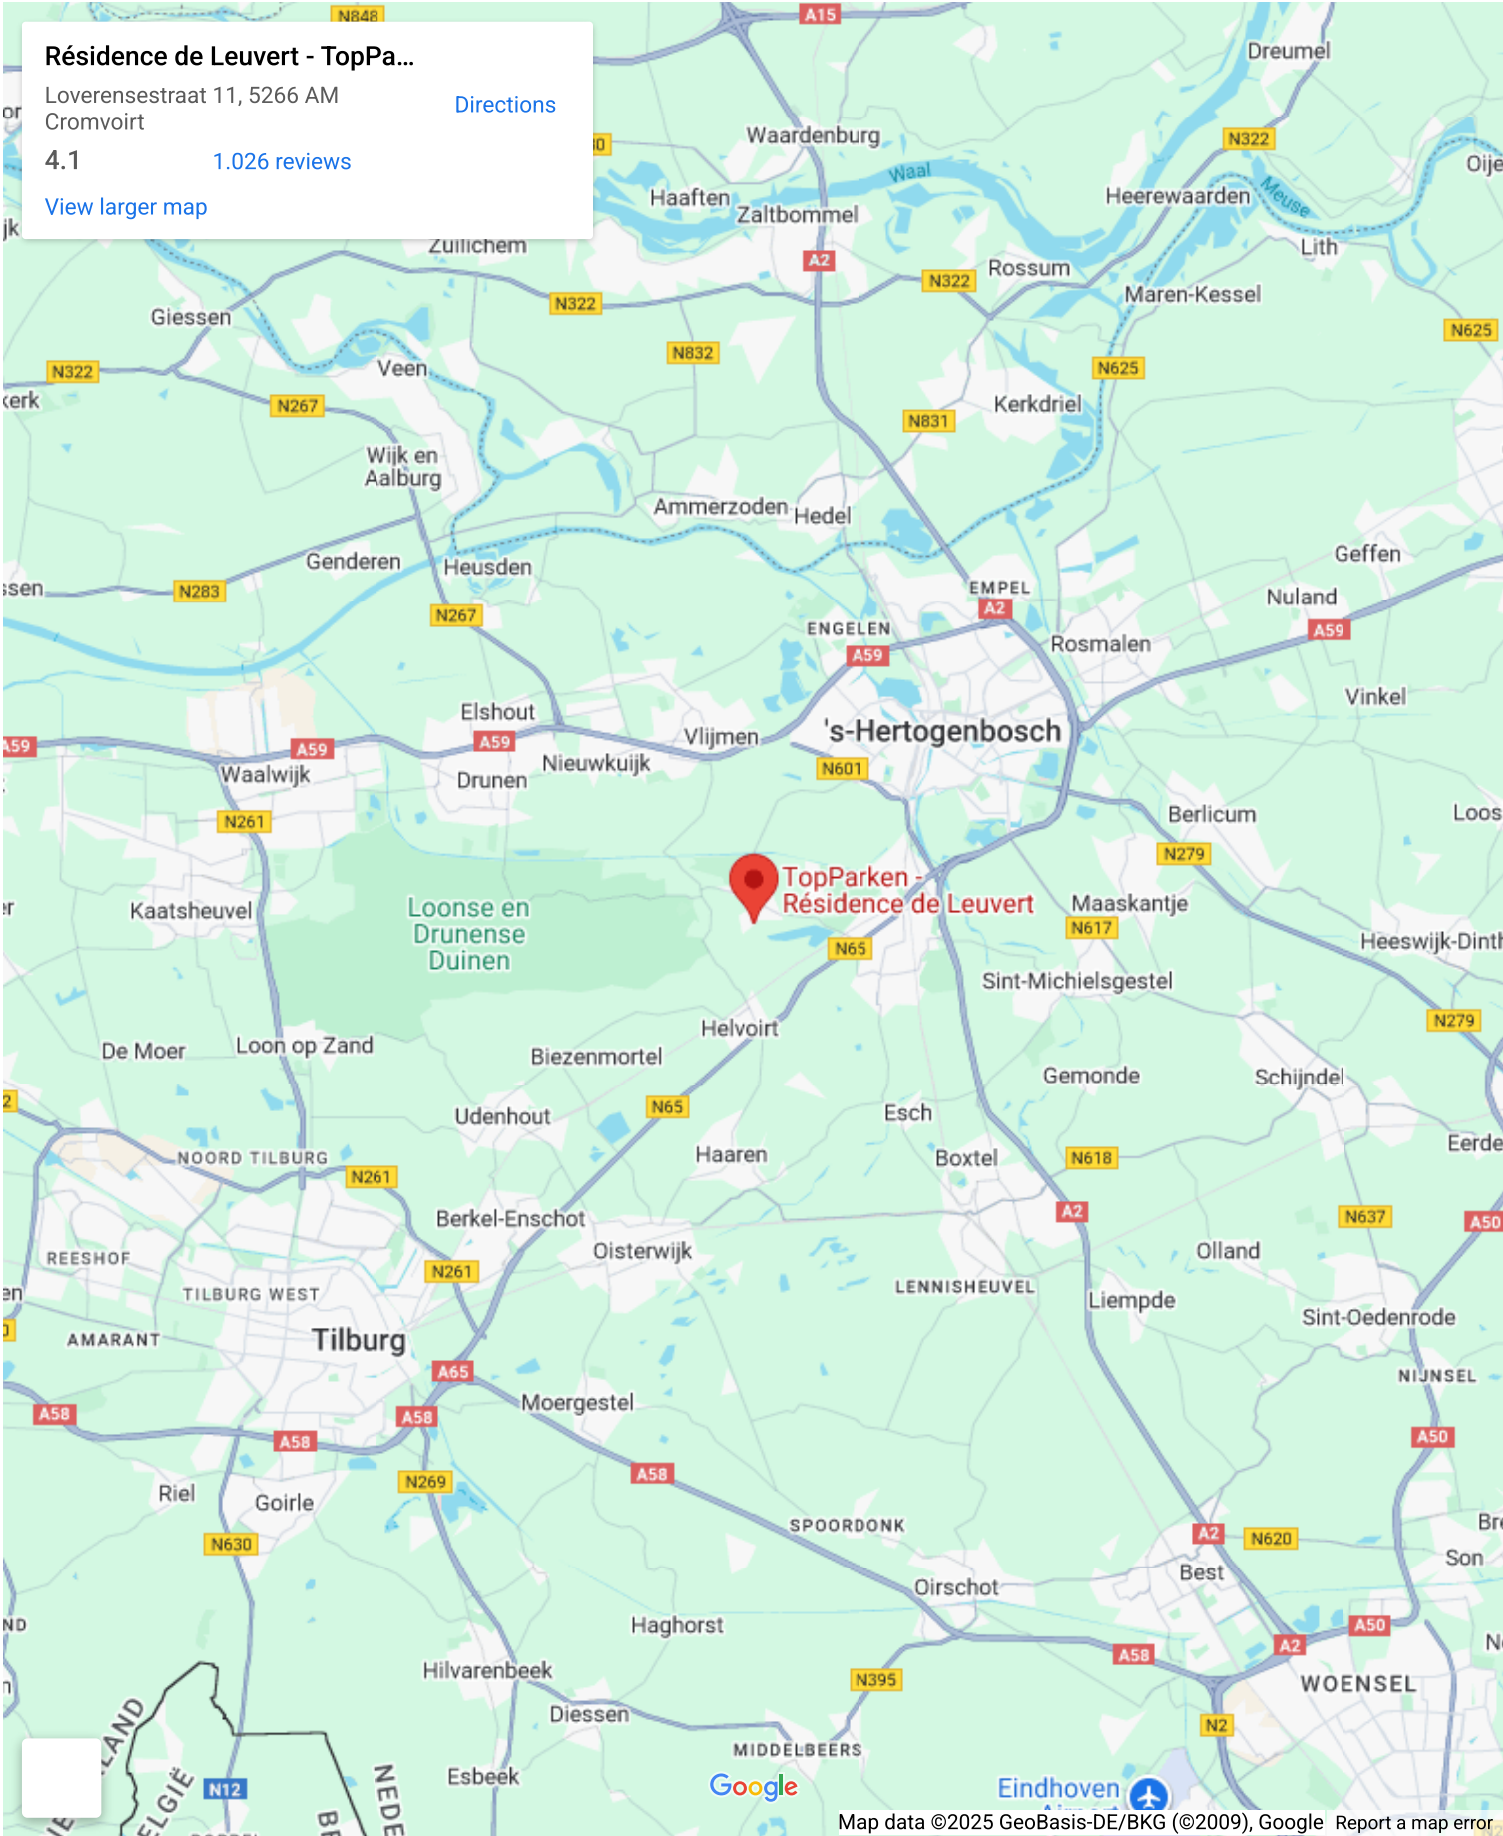 N848
A15
Résidence de Leuvert - TopPa...
Loverensestraat 11, 5266 AM
Cromvoirt
Directions
4.1
1.026 reviews
View larger map
Dreumel
Waardenburg
N322
Waal
Meuse
Haaften
Zaltbommel
Heerewaarden
Lith
Zuilichem
A2
Rossum
N322
Maren-Kessel
N322
Giessen
N625
N832
N322
Veen
N625
N267
Kerkdriel
N831
Wijk en
Aalburg
Ammerzoden
Hedel
Geffen
Genderen
Heusden
EMPEL
N283
Nuland
A2
N267
ENGELEN
A59
Rosmalen
A59
Vinkel
Elshout
's-Hertogenbosch
Vlijmen
A59
A59
A59
Nieuwkuijk
N601
Waalwijk
Drunen
Berlicum
N261
N279
TopParken -
Résidence de Leuvert
Maaskantje
Kaatsheuvel
Loonse en
Drunense
Duinen
N617
N65
Sint-Michielsgestel
N279
Helvoirt
De Moer
Loon op Zand
Biezenmortel
Gemonde
Schijndel
N65
Udenhout
Esch
Haaren
NOORD TILBURG
Boxtel
N618
N261
A2
N637
A50
Berkel-Enschot
Oisterwijk
Olland
REESHOF
N261
TILBURG WEST
LENNISHEUVEL
Liempde
Sint-Oedenrode
AMARANT
Tilburg
A65
NIJNSEL
Moergestel
A58
A58
A58
A50
A58
N269
Riel
Goirle
SPOORDONK
N630
A2
N620
Son
Best
Oirschot
Haghorst
A50
A2
A58
Hilvarenbeek
N395
WOENSEL
Diessen
N2
MIDDELBEERS
Esbeek
N12
Google
Eindhoven
Map data ©2025 GeoBasis-DE/BKG (©2009), Google
Report a map error